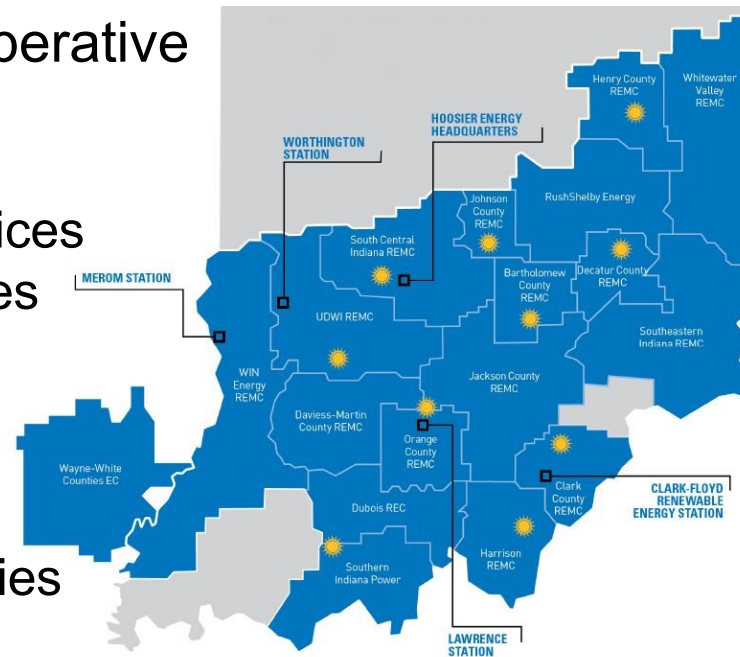 perative
ices
es
ies
HOOSIER ENERGY
HEADQUARTERS
WORTHINGTON
STATION
MEROM STATION
Henry County
REMC
Whitewater
Valley
REMC
RushShelby Energy
Johnson
County
REMC
South Central
Indiana REMC
Decatur County
REMC
Bartholomew
County
REMC
UDWI REMC
Southeastern
Indiana REMC
WIN
Energy
REMC
Jackson County
REMC
Daviess-Martin
County REMC
Orange
County
REMC
Wayne-White
Counties EC
Clark
County
REMC
CLARK-FLOYD
RENEWABLE
ENERGY STATION
Dubois REC
Harrison
REMC
Southern
Indiana Power
LAWRENCE
STATION